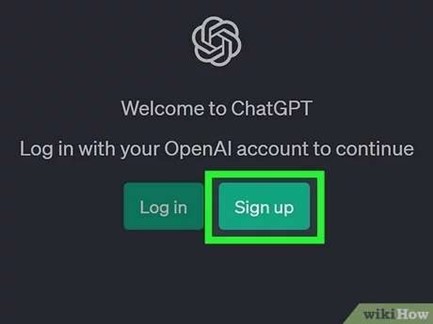 Welcome to ChatGPT
Log in with your OpenAI account to continue
Log in Sign up
wikiHow